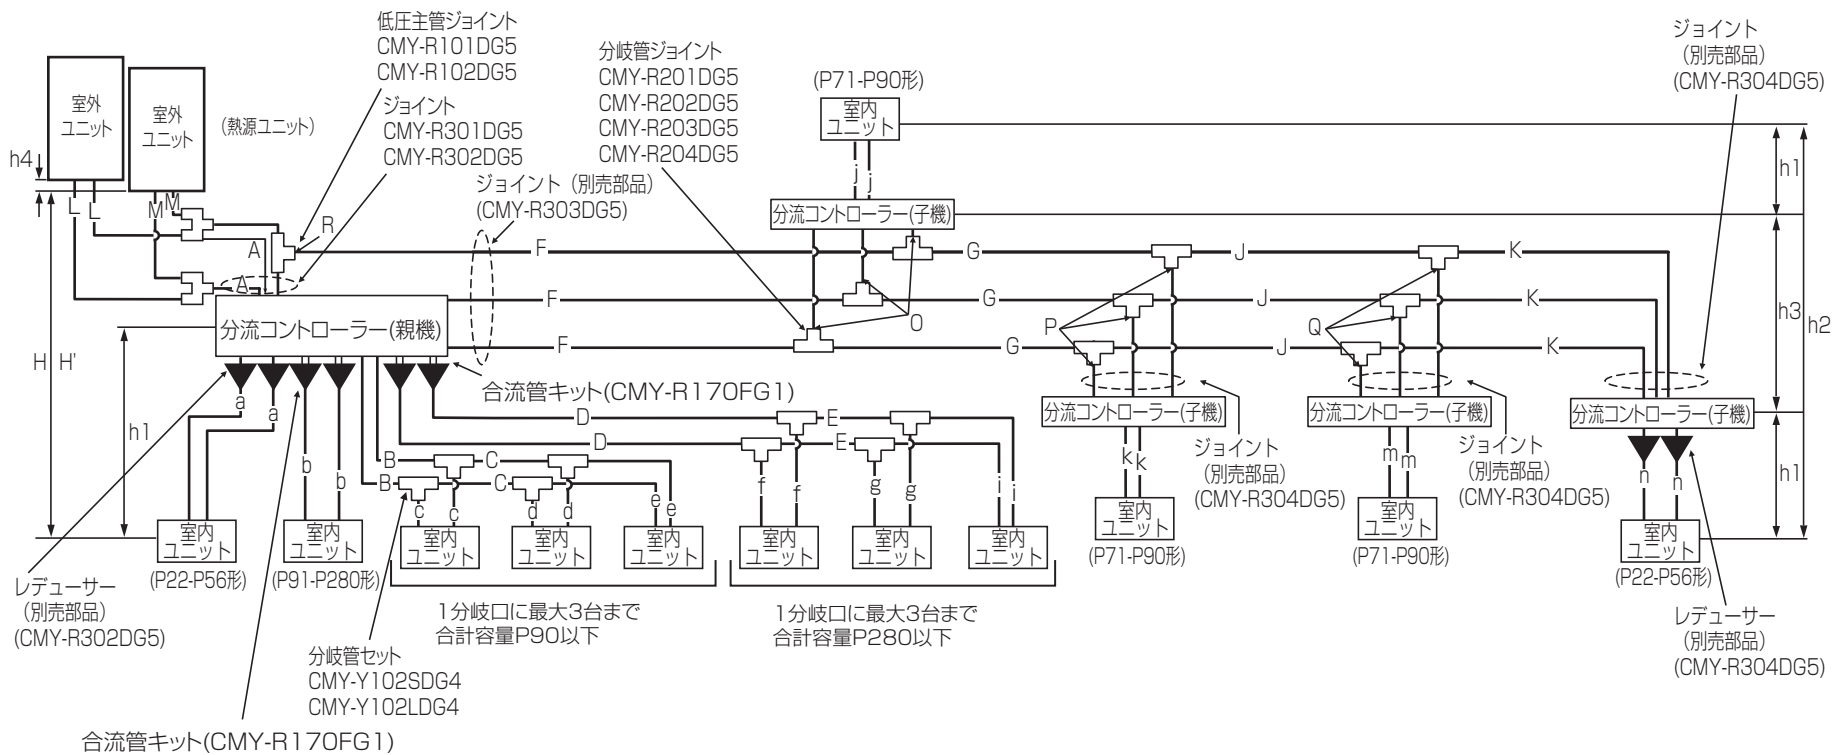 低圧主管ジョイント
CMY-R101DG5
CMY-R102DG5
ジョイント
CMY-R301DG5
CMY-R302DG5
分岐管ジョイント
CMY-R201DG5
CMY-R202DG5
CMY-R203DG5
CMY-R204DG5
(P71-P90形)
室内
ユニット
ジョイント
(別売部品)
(CMY-R304DG5)
室外
ユニット
室外
ユニット
(熱源ユニット)
h4
ジョイント(別売部品)
(CMY-R303DG5)
j
j
分流コントローラー(子機)
h1
L
L
M
M
R
A
A
F
G
J
K
F
G
J
K
F
G
J
K
O
P
Q
h3
h2
H
H'
h1
分流コントローラー(親機)
合流管キット(CMY-R170FG1)
分流コントローラー(子機)
分流コントローラー(子機)
分流コントローラー(子機)
a
a
b
b
D
E
D
E
B
C
B
C
c
c
d
d
e
e
f
f
g
g
i
i
k
k
m
m
n
n
h1
ジョイント
(別売部品)
(CMY-R304DG5)
ジョイント
(別売部品)
(CMY-R304DG5)
室内
ユニット
(P22-P56形)
室内
ユニット
(P91-P280形)
室内
ユニット
室内
ユニット
室内
ユニット
室内
ユニット
室内
ユニット
室内
ユニット
室内
ユニット
(P71-P90形)
室内
ユニット
(P71-P90形)
室内
ユニット
(P22-P56形)
レデューサー
(別売部品)
(CMY-R302DG5)
1分岐口に最大3台まで
合計容量P90以下
1分岐口に最大3台まで
合計容量P280以下
レデューサー
(別売部品)
(CMY-R304DG5)
分岐管セット
CMY-Y102SDG4
CMY-Y102LDG4
合流管キット(CMY-R170FG1)